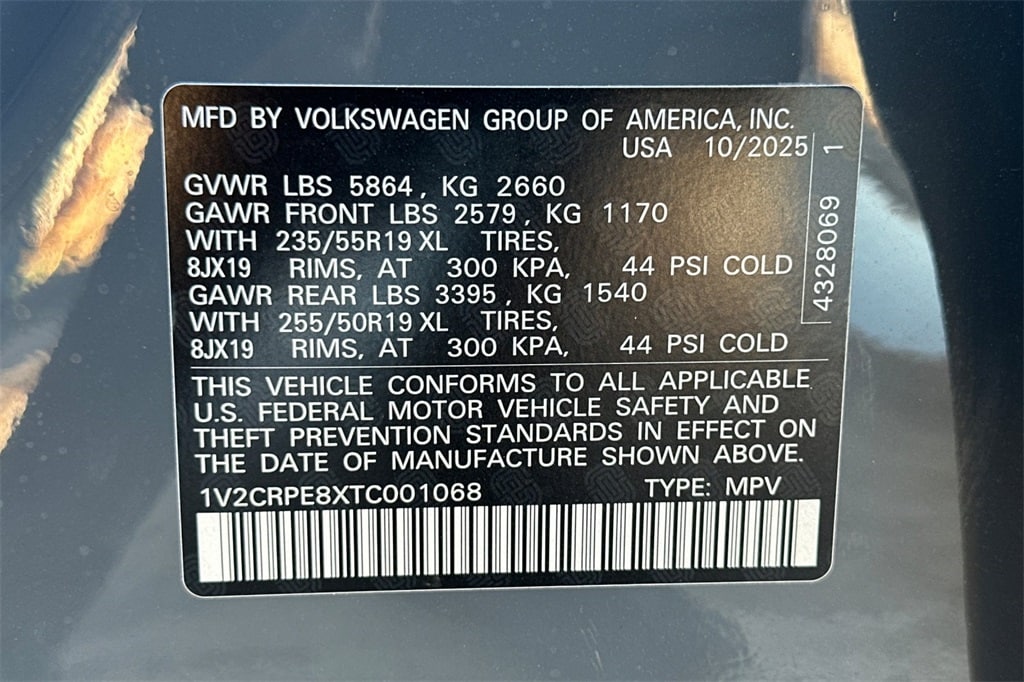 MFD BY VOLKSWAGEN GROUP OF AMERICA, INC.
USA 10/2025
GVWR LBS 5864, KG 2660
GAWR FRONT LBS 2579, KG 1170
WITH 235/55R19 XL TIRES,
8JX19 RIMS, AT 300 KPA, 44 PSI COLD
GAWR REAR LBS 3395, KG 1540
WITH 255/50R19 XL TIRES,
8JX19 RIMS, AT 300 KPA, 44 PSI COLD
THIS VEHICLE CONFORMS TO ALL APPLICABLE
U.S. FEDERAL MOTOR VEHICLE SAFETY AND
THEFT PREVENTION STANDARDS IN EFFECT ON
THE DATE OF MANUFACTURE SHOWN ABOVE.
1V2CRPE8XTC001068 TYPE: MPV
4328069 1